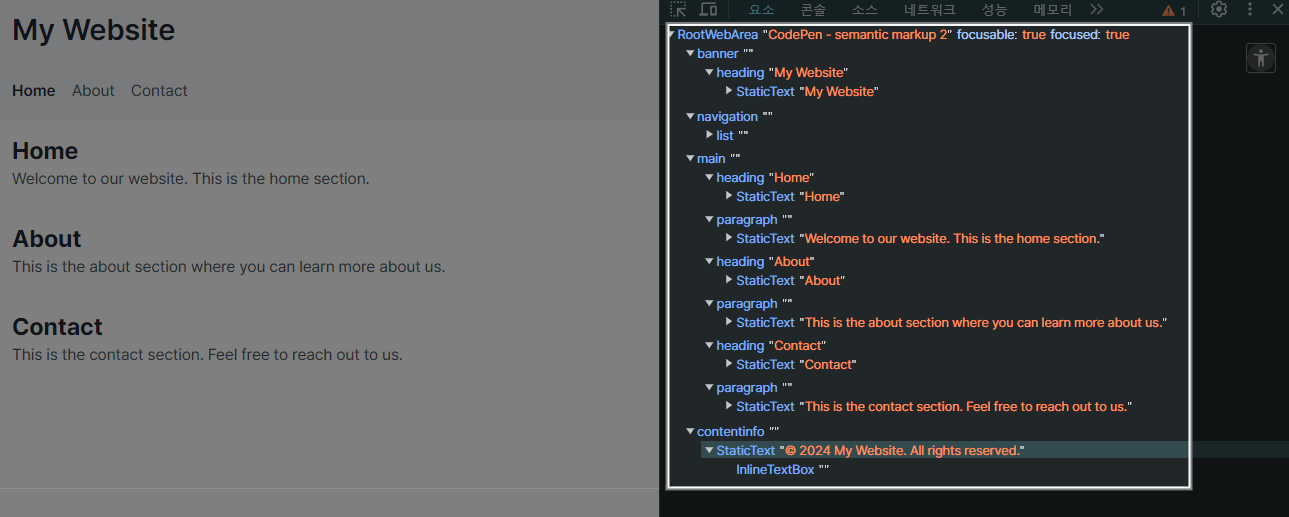 My Website
Home About Contact
Home
Welcome to our website. This is the home section.
About
This is the about section where you can learn more about us.
Contact
This is the contact section. Feel free to reach out to us.
요소 콘솔 소스 네트워크 성능 메모리 1
RootWebArea "CodePen - semantic markup 2" focusable: true focused: true
banner ""
heading "My Website"
StaticText "My Website"
navigation ""
list ""
main ""
heading "Home"
StaticText "Home"
paragraph ""
StaticText "Welcome to our website. This is the home section."
heading "About"
StaticText "About"
paragraph ""
StaticText "This is the about section where you can learn more about us."
heading "Contact"
StaticText "Contact"
paragraph ""
StaticText "This is the contact section. Feel free to reach out to us."
contentinfo ""
StaticText "© 2024 My Website. All rights reserved."
InlineTextBox ""